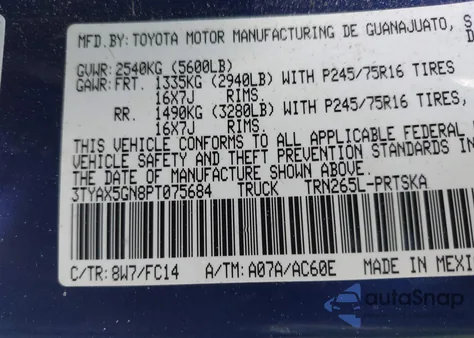 MFD.BY: TOYOTA MOTOR MANUFACTURING DE GUANAJUATO, S
GVWR: 2540KG (5600LB)
GAWR: FRT. 1335KG (2940LB) WITH P245/75R16 TIRES
16X7J RIMS.
RR. 1490KG (3280LB) WITH P245/75R16 TIRES,
16X7J RIMS.
THIS VEHICLE CONFORMS TO ALL APPLICABLE FEDERAL
VEHICLE SAFETY AND THEFT PREVENTION STANDARDS IN
THE DATE OF MANUFACTURE SHOWN ABOVE.
3TYAX5GN8PT075684 TRUCK TRN265L-PRTSKA
C/TR: 8W7/FC14 A/TM: A07A/AC60E MADE IN MEXI
autoSnap